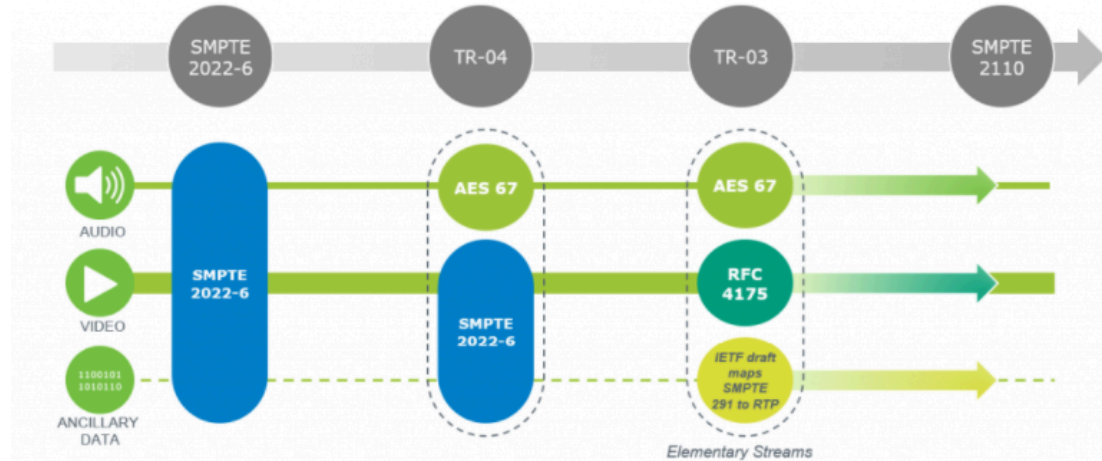 SMPTE
2022-6
TR-04
TR-03
SMPTE
2110
AUDIO
AES 67
AES 67
VIDEO
SMPTE
2022-6
SMPTE
2022-6
RFC
4175
1100101
1010110
ANCILLARY
DATA
IETF draft
maps
SMPTE
291 to RTP
Elementary Streams